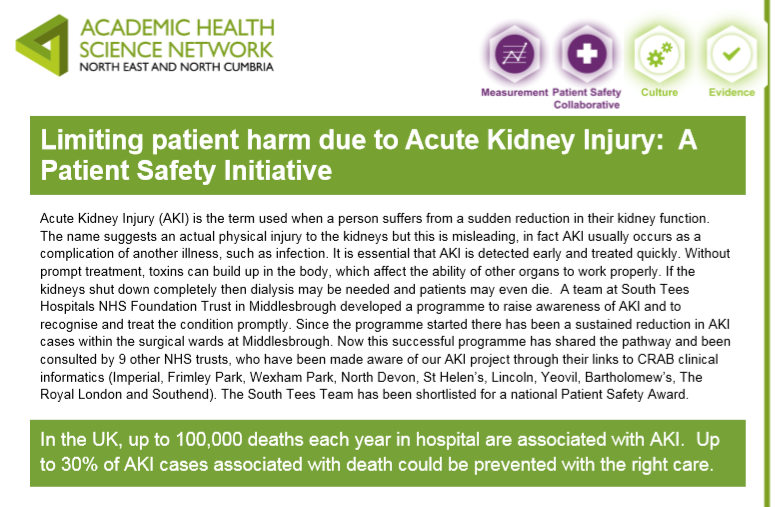 ACADEMIC HEALTH
SCIENCE NETWORK
NORTH EAST AND NORTH CUMBRIA
Measurement
Patient Safety
Collaborative
Culture
Evidence
Limiting patient harm due to Acute Kidney Injury:  A
Patient Safety Initiative
Acute Kidney Injury (AKI) is the term used when a person suffers from a sudden reduction in their kidney function.
The name suggests an actual physical injury to the kidneys but this is misleading, in fact AKI usually occurs as a
complication of another illness, such as infection. It is essential that AKI is detected early and treated quickly. Without
prompt treatment, toxins can build up in the body, which affect the ability of other organs to work properly. If the
kidneys shut down completely then dialysis may be needed and patients may even die.  A team at South Tees
Hospitals NHS Foundation Trust in Middlesbrough developed a programme to raise awareness of AKI and to
recognise and treat the condition promptly. Since the programme started there has been a sustained reduction in AKI
cases within the surgical wards at Middlesbrough. Now this successful programme has shared the pathway and been
consulted by 9 other NHS trusts, who have been made aware of our AKI project through their links to CRAB clinical
informatics (Imperial, Frimley Park, Wexham Park, North Devon, St Helen's, Lincoln, Yeovil, Bartholomew's, The
Royal London and Southend). The South Tees Team has been shortlisted for a national Patient Safety Award.
In the UK, up to 100,000 deaths each year in hospital are associated with AKI.  Up
to 30% of AKI cases associated with death could be prevented with the right care.